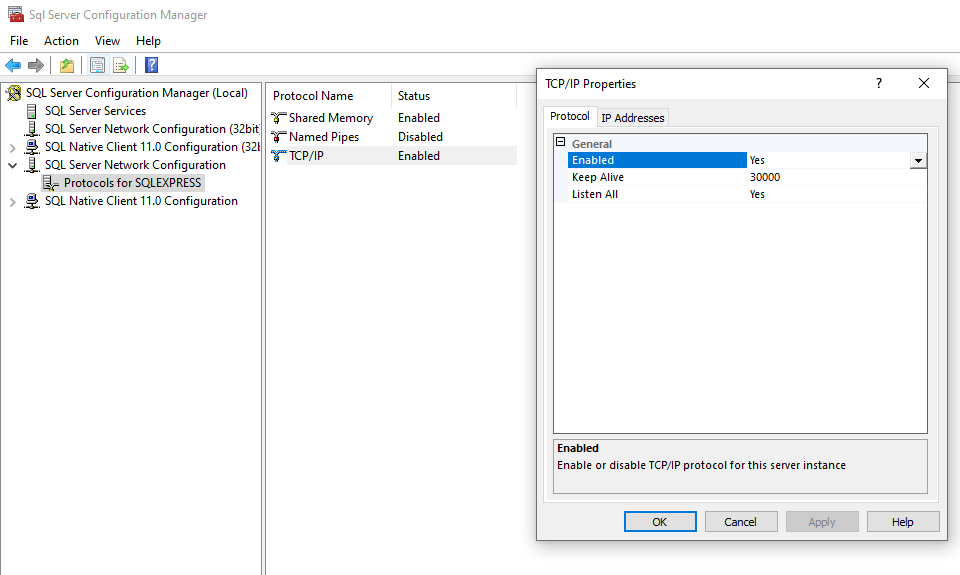 Sql Server Configuration Manager
File Action View Help
SQL Server Configuration Manager (Local)
SQL Server Services
SQL Server Network Configuration (32bit
SQL Native Client 11.0 Configuration (32b
SQL Server Network Configuration
Protocols for SQLEXPRESS
SQL Native Client 11.0 Configuration
Protocol Name Status
Shared Memory Enabled
Named Pipes Disabled
TCP/IP Enabled
TCP/IP Properties
Protocol IP Addresses
General
Enabled Yes
Keep Alive 30000
Listen All Yes
Enabled
Enable or disable TCP/IP protocol for this server instance
OK Cancel Apply Help